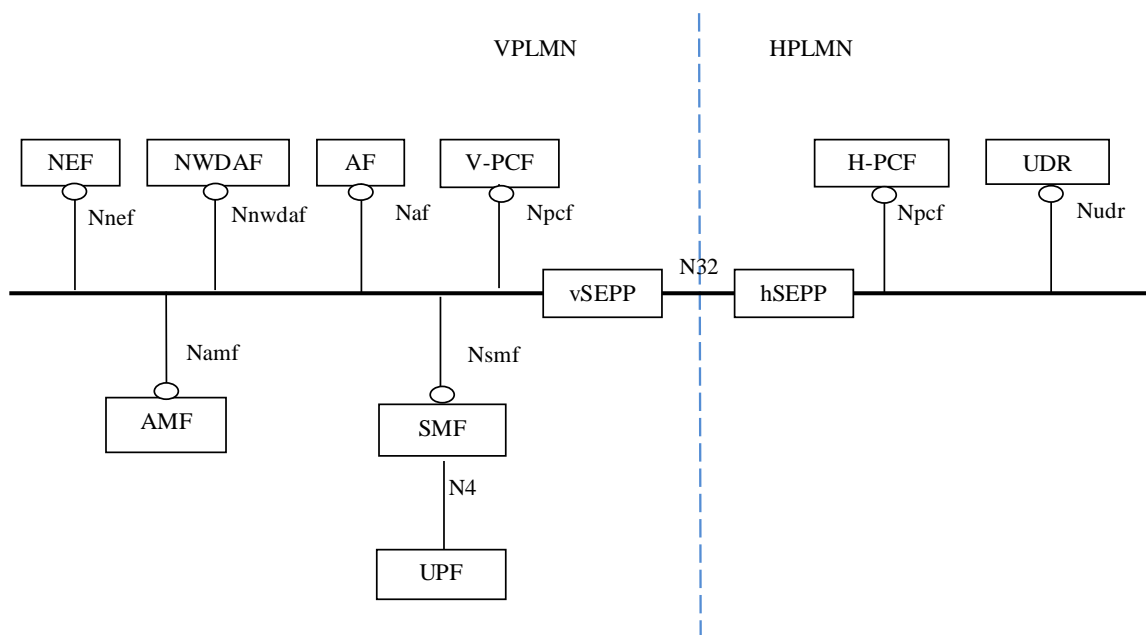 VPLMN HPLMN
NEF NWDAF AF V-PCF H-PCF UDR
Nnef Nnwdaf Naf Npcf Npcf Nudr
N32
vSEPP hSEPP
Namf Nsmf
AMF SMF
N4
UPF